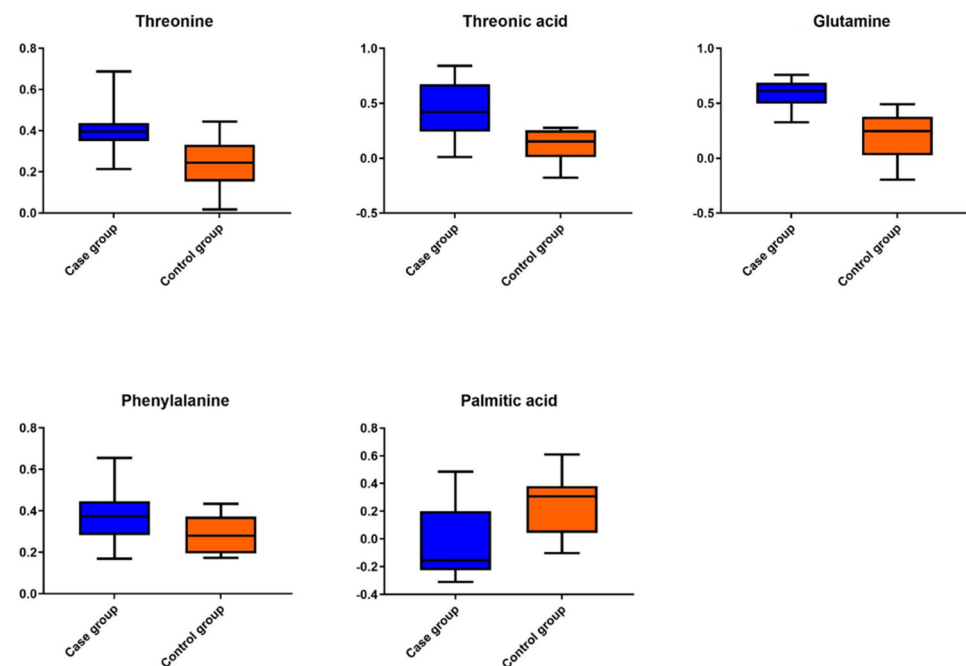 Threonine
0.8
0.6
0.4
0.2
0.0
Case group
Control group
Threonic acid
1.0
0.5
0.0
-0.5
Case group
Control group
Glutamine
1.0
0.5
0.0
-0.5
Case group
Control group
Phenylalanine
0.8
0.6
0.4
0.2
0.0
Case group
Control group
Palmitic acid
0.8
0.6
0.4
0.2
0.0
-0.2
-0.4
Case group
Control group